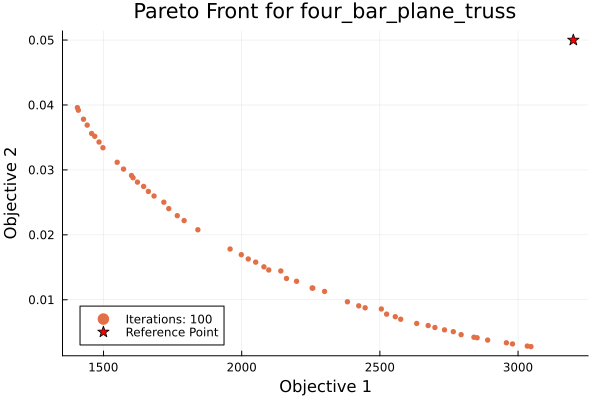 Pareto Front for four_bar_plane_truss
Objective 2
0.05
0.04
0.03
0.02
0.01
Iterations: 100
Reference Point
1500 2000 2500 3000
Objective 1